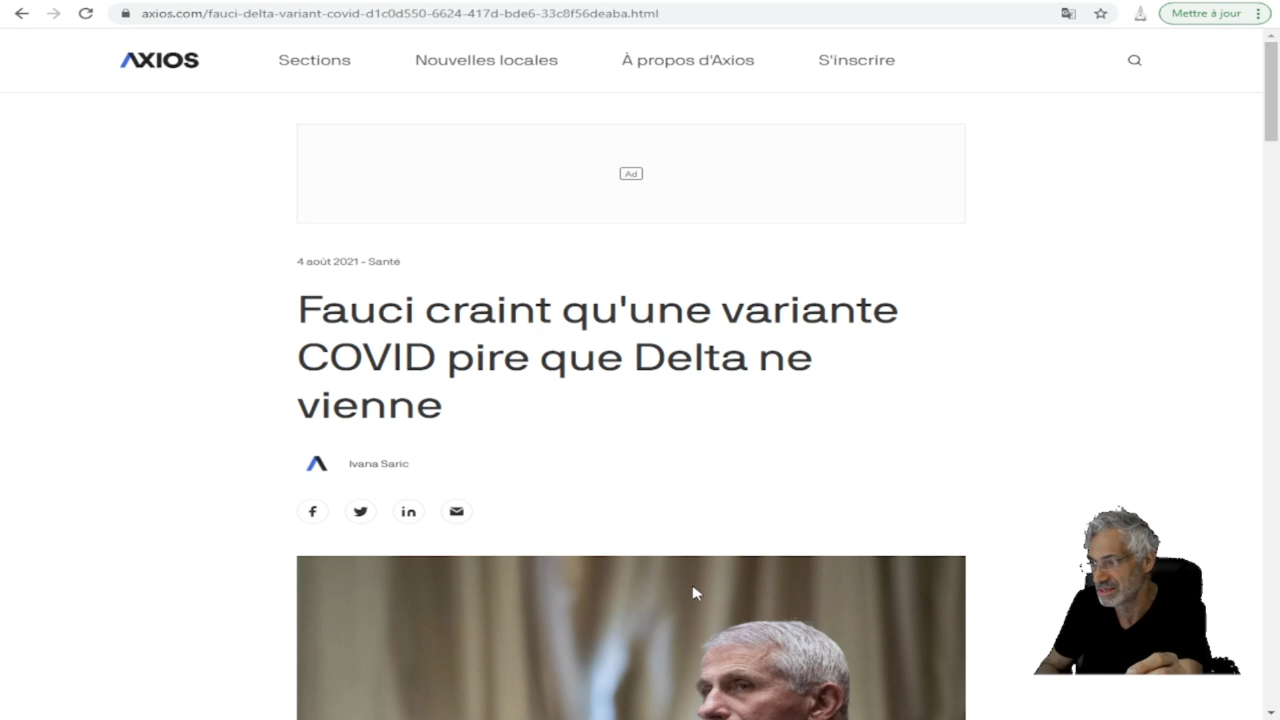 axios.com/fauci-delta-variant-covid-d1c0d550-6624-417d-bde6-33c8f56deaba.html
Mettre à jour
AXIOS
Sections
Nouvelles locales
À propos d'Axios
S'inscrire
Ad
4 août 2021 - Santé
Fauci craint qu'une variante
COVID pire que Delta ne
vienne
Ivana Saric